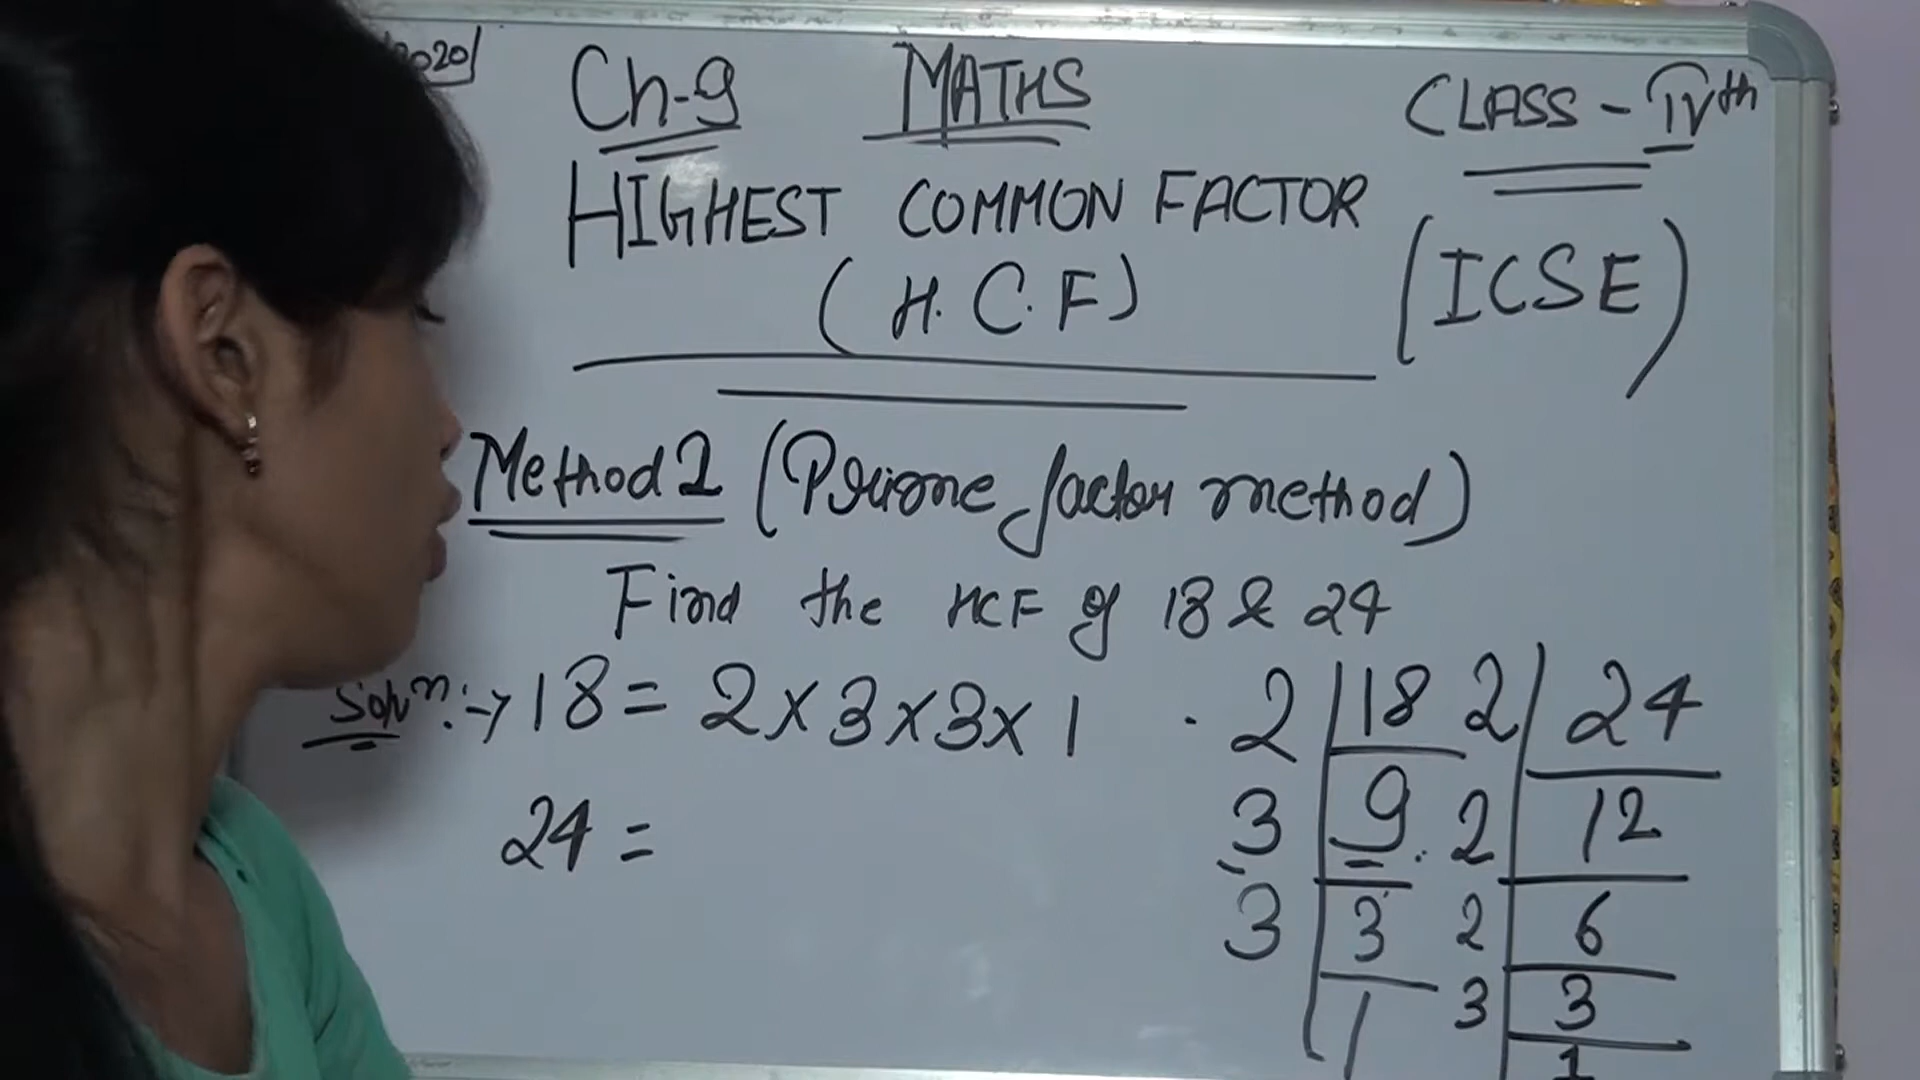 2020
Ch-9 MATHS CLASS - IVth
HIGHEST COMMON FACTOR
(H.C.F) (ICSE)
Method 2 (Prime factor method)
Find the HCF of 18 & 24
Soln :→ 18 = 2 × 3 × 3 × 1
24 =
2 | 18
3 | 9
3 | 3
1
2 | 24
2 | 12
2 | 6
3 | 3
1